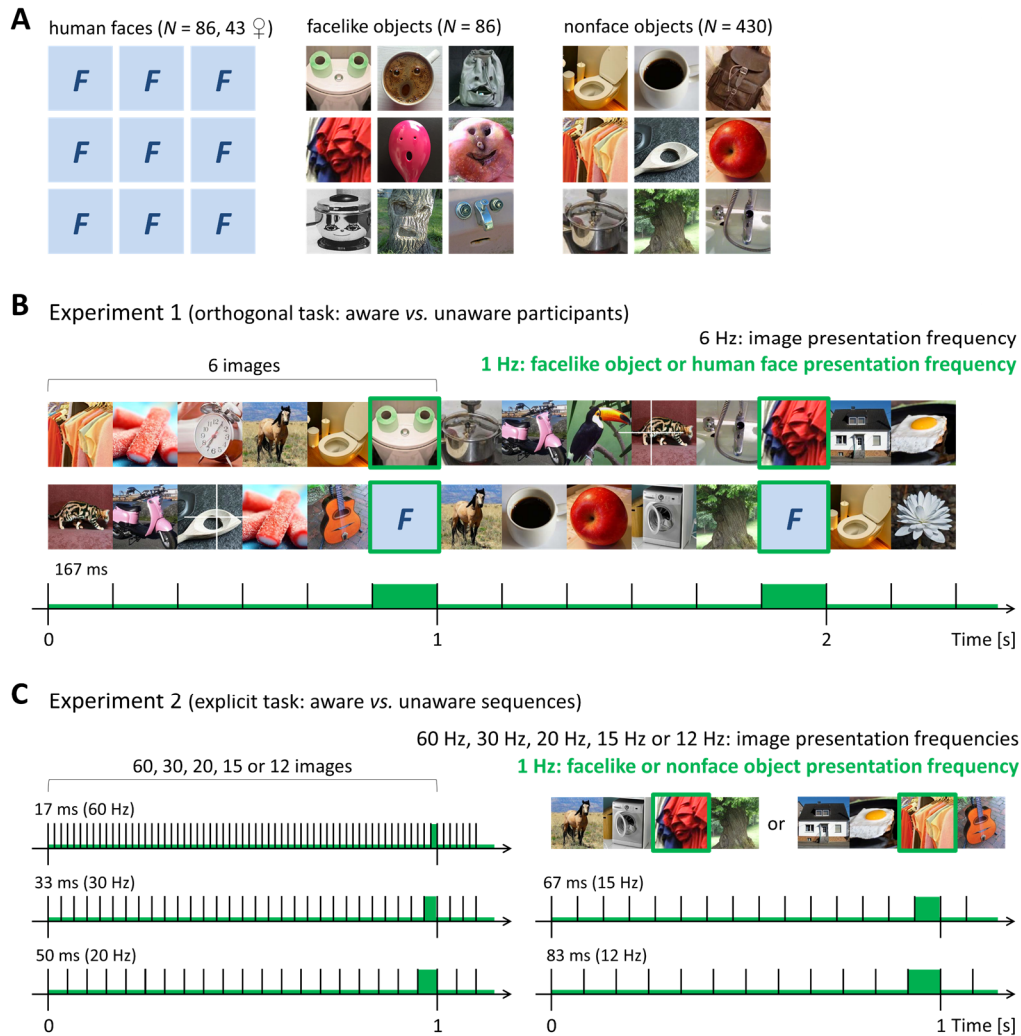 A
human faces (N = 86, 43 ♀)
F F F
F F F
F F F
facelike objects (N = 86)
nonface objects (N = 430)
B
Experiment 1 (orthogonal task: aware vs. unaware participants)
6 Hz: image presentation frequency
1 Hz: facelike object or human face presentation frequency
6 images
F F
167 ms
0 1 2 Time [s]
C
Experiment 2 (explicit task: aware vs. unaware sequences)
60 Hz, 30 Hz, 20 Hz, 15 Hz or 12 Hz: image presentation frequencies
1 Hz: facelike or nonface object presentation frequency
60, 30, 20, 15 or 12 images
17 ms (60 Hz)
or
33 ms (30 Hz)
67 ms (15 Hz)
50 ms (20 Hz)
83 ms (12 Hz)
0 1 0 1 Time [s]